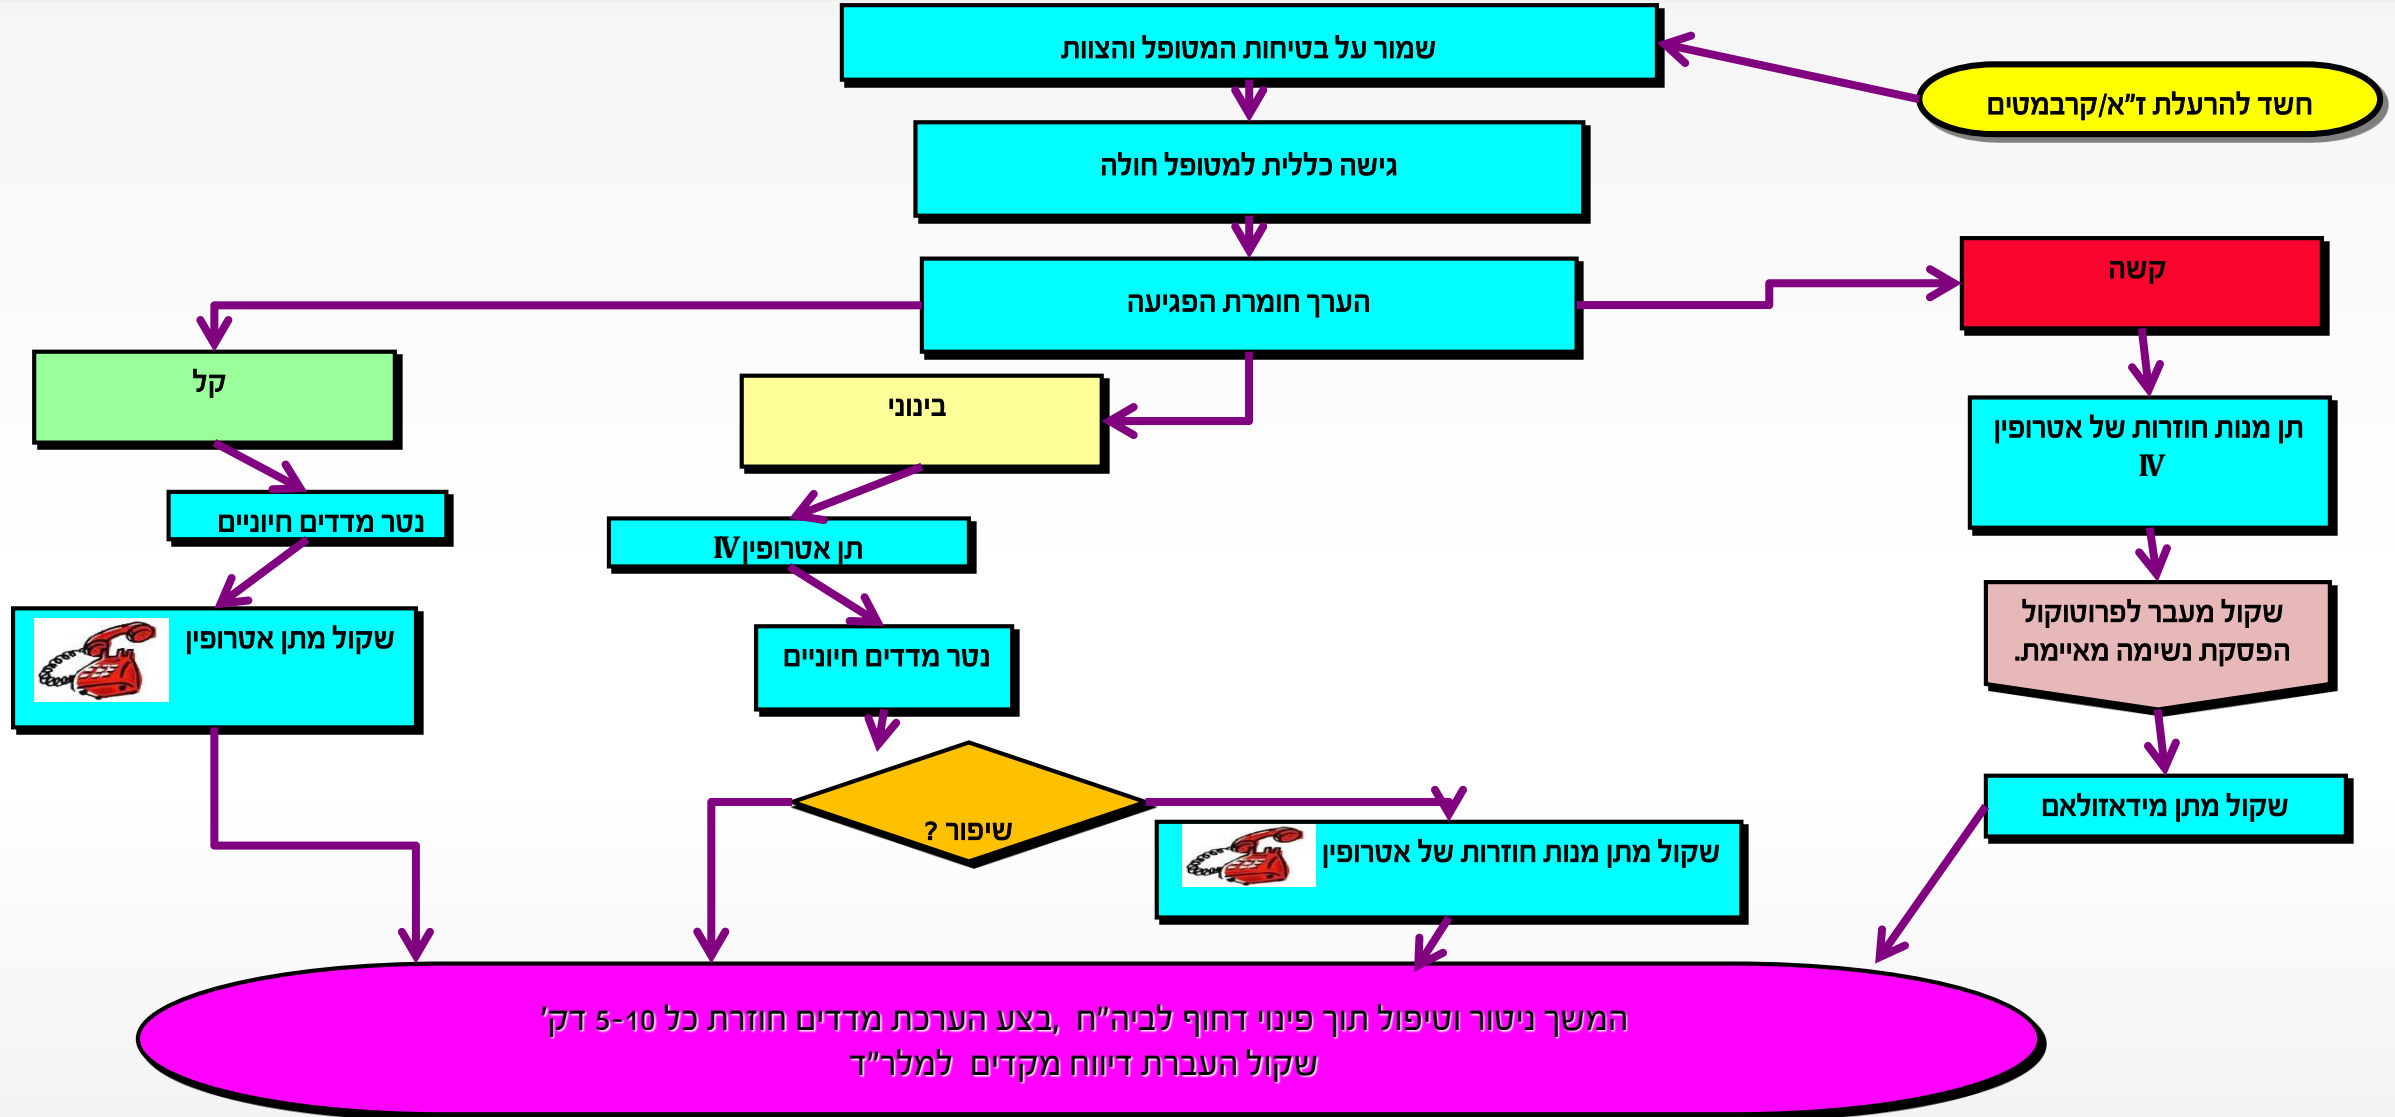 שמור על בטיחות המטופל והצוות
חשד להרעלת ז"א/קרבמטים
גישה כללית למטופל חולה
הערך חומרת הפגיעה
קשה
תן מנות חוזרות של אטרופין
IV
שקול מעבר לפרוטוקול
הפסקת נשימה מאיימת.
שקול מתן מידאזולאם
בינוני
תן אטרופין IV
נטר מדדים חיוניים
שיפור ?
שקול מתן מנות חוזרות של אטרופין
קל
נטר מדדים חיוניים
שקול מתן אטרופין
המשך ניטור וטיפול תוך פינוי דחוף לביה"ח ,בצע הערכת מדדים חוזרת כל 5-10 דק'
שקול העברת דיווח מקדים למלר"ד